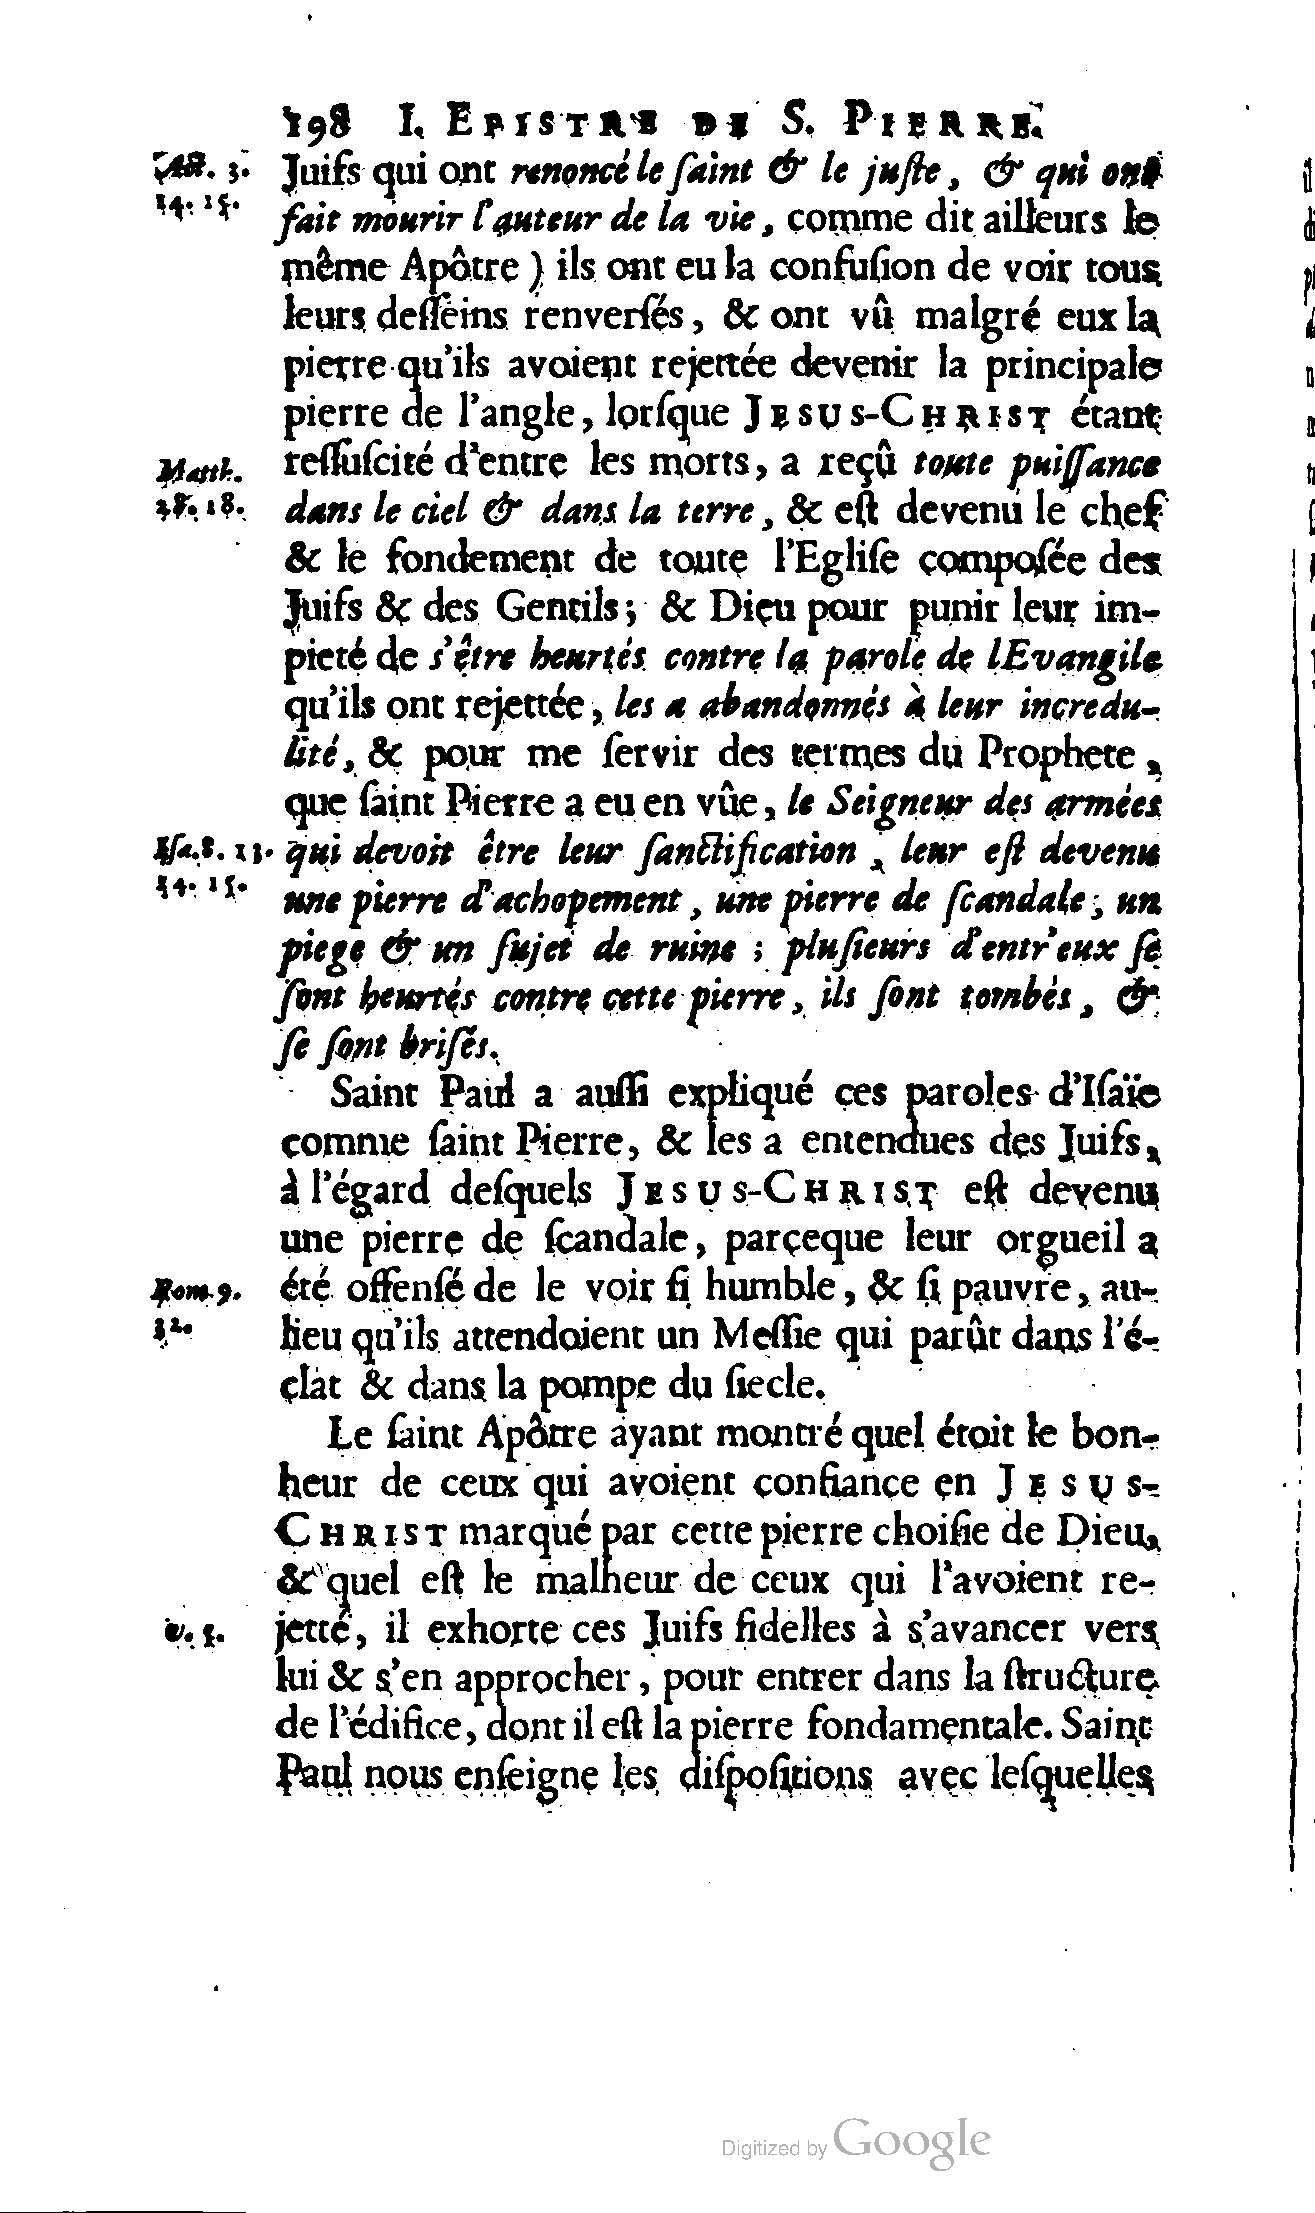 198 I. EPISTRE DE S. PIERRE.
Act. 3. Juifs qui ont renoncé le ſaint & le juſte, & qui ont
14. 15. fait mourir l'auteur de la vie, comme dit ailleurs le
même Apôtre ) ils ont eu la confuſion de voir tous
leurs deſſeins renverſés, & ont vû malgré eux la
pierre qu'ils avoient rejettée devenir la principale
pierre de l'angle, lorſque JESUS-CHRIST étant
Matth. reſſuſcité d'entre les morts, a reçû toute puiſſance
28. 18. dans le ciel & dans la terre, & eſt devenu le chef
& le fondement de toute l'Egliſe compoſée des
Juifs & des Gentils; & Dieu pour punir leur im-
pieté de s'être heurtés contre la parole de lEvangile
qu'ils ont rejettée, les a abandonnés à leur incredu-
lité, & pour me ſervir des termes du Prophete,
que ſaint Pierre a eu en vûe, le Seigneur des armées
Iſa. 8. 13. qui devoit être leur ſanctification, leur eſt devenu
14. 15. une pierre d'achopement, une pierre de ſcandale, un
piege & un ſujet de ruine ; pluſieurs d'entr'eux ſe
ſont heurtés contre cette pierre, ils ſont tombés, &
ſe ſont briſés.
Saint Paul a auſſi expliqué ces paroles d'Iſaïe
comme ſaint Pierre, & les a entendues des Juifs,
à l'égard deſquels JESUS-CHRIST eſt devenu
une pierre de ſcandale, parceque leur orgueil a
Rom. 9. été offenſé de le voir ſi humble, & ſi pauvre, au-
32. lieu qu'ils attendoient un Meſſie qui parût dans l'é-
clat & dans la pompe du ſiecle.
Le ſaint Apôtre ayant montré quel étoit le bon-
heur de ceux qui avoient confiance en JESUS-
CHRIST marqué par cette pierre choiſie de Dieu,
& quel eſt le malheur de ceux qui l'avoient re-
v. 5. jetté, il exhorte ces Juifs fidelles à s'avancer vers
lui & s'en approcher, pour entrer dans la ſtructure
de l'édifice, dont il eſt la pierre fondamentale. Saint
Paul nous enſeigne les diſpoſitions avec leſquelles
Digitized by Google